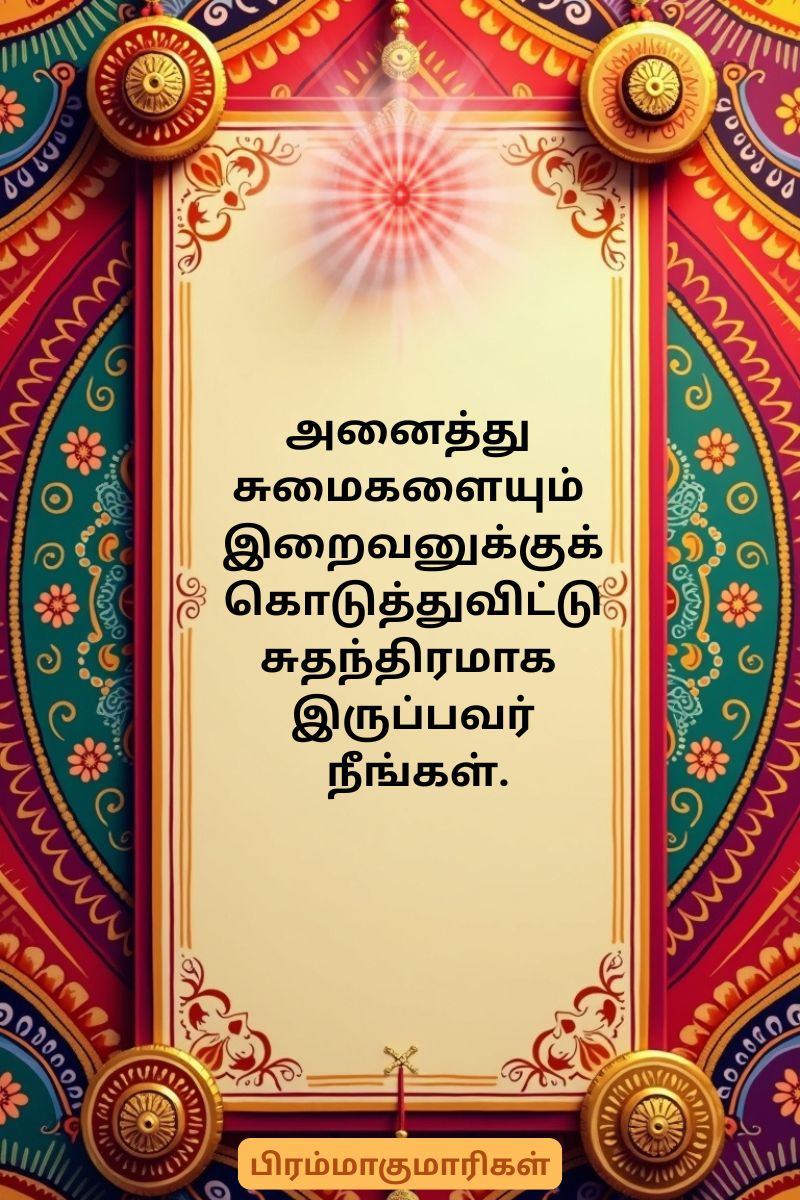 அனைத்து
சுமைகளையும்
இறைவனுக்குக்
கொடுத்துவிட்டு
சுதந்திரமாக
இருப்பவர்
நீங்கள்.
பிரம்மாகுமாரிகள்